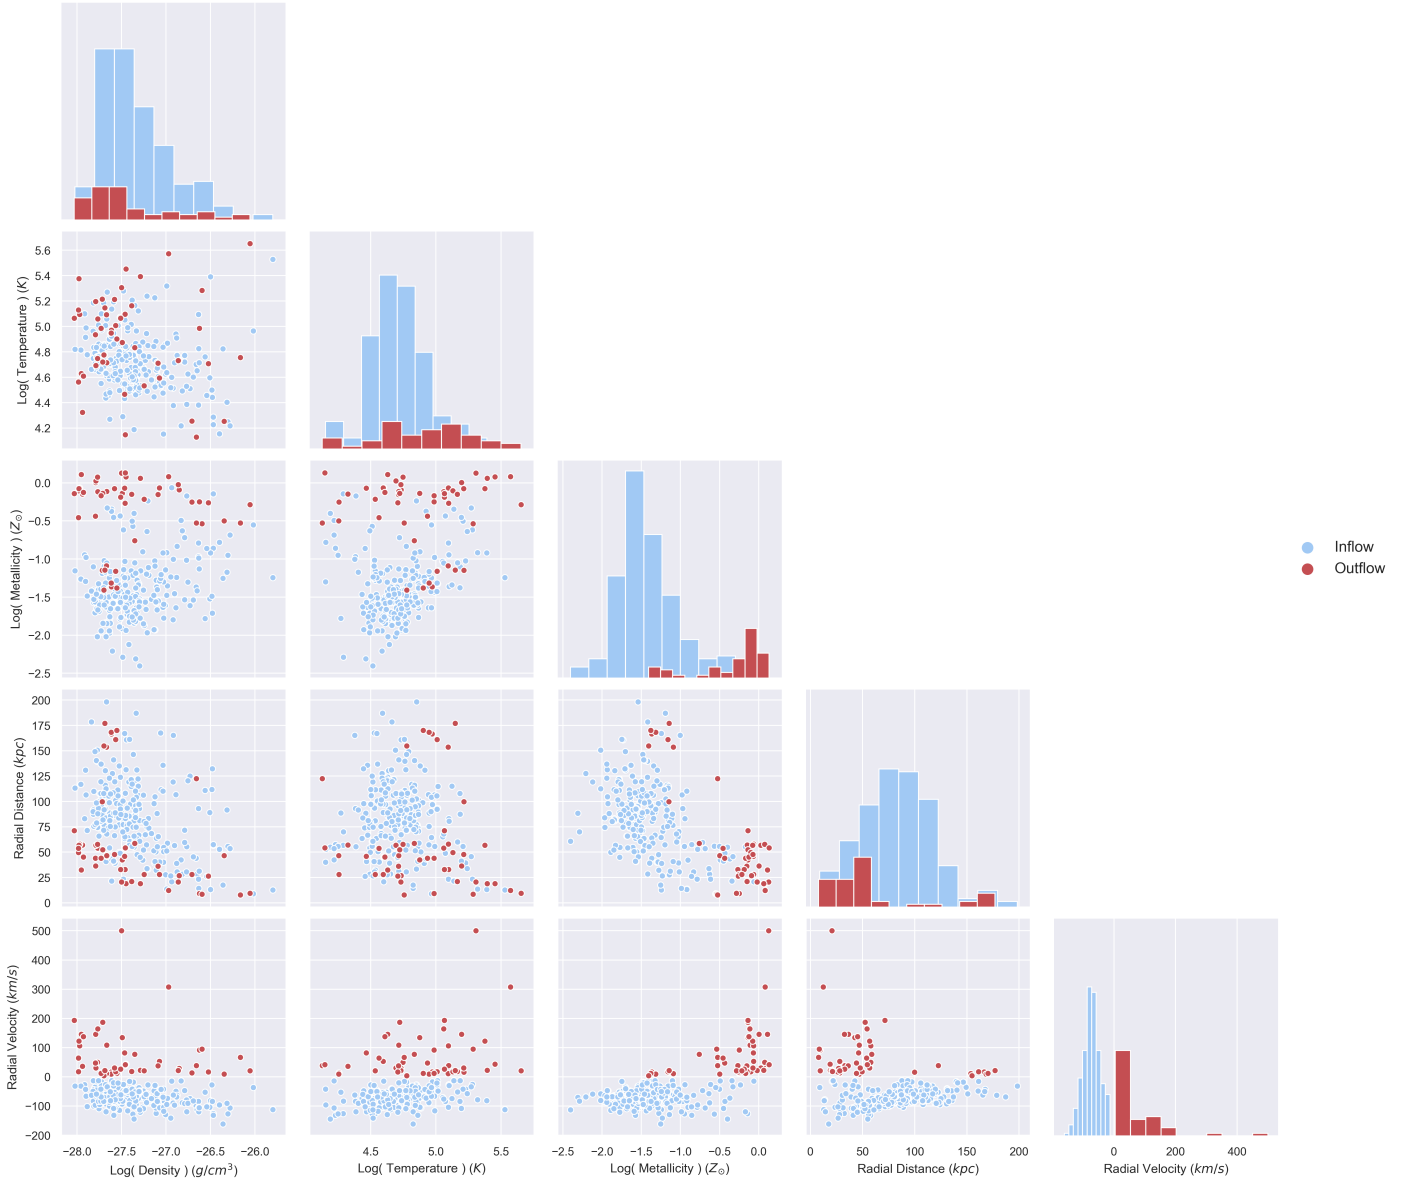 5.6
5.4
5.2
5.0
4.8
4.6
4.4
4.2
Log( Temperature ) (K)
0.0
−0.5
−1.0
−1.5
−2.0
−2.5
Log( Metallicity ) (Z⊙)
Inflow
Outflow
200
175
150
125
100
75
50
25
0
Radial Distance (kpc)
500
400
300
200
100
0
−100
−200
Radial Velocity (km/s)
−28.0 −27.5 −27.0 −26.5 −26.0
Log( Density ) (g/cm³)
4.5 5.0 5.5
Log( Temperature ) (K)
−2.5 −2.0 −1.5 −1.0 −0.5 0.0
Log( Metallicity ) (Z⊙)
0 50 100 150 200
Radial Distance (kpc)
0 200 400
Radial Velocity (km/s)